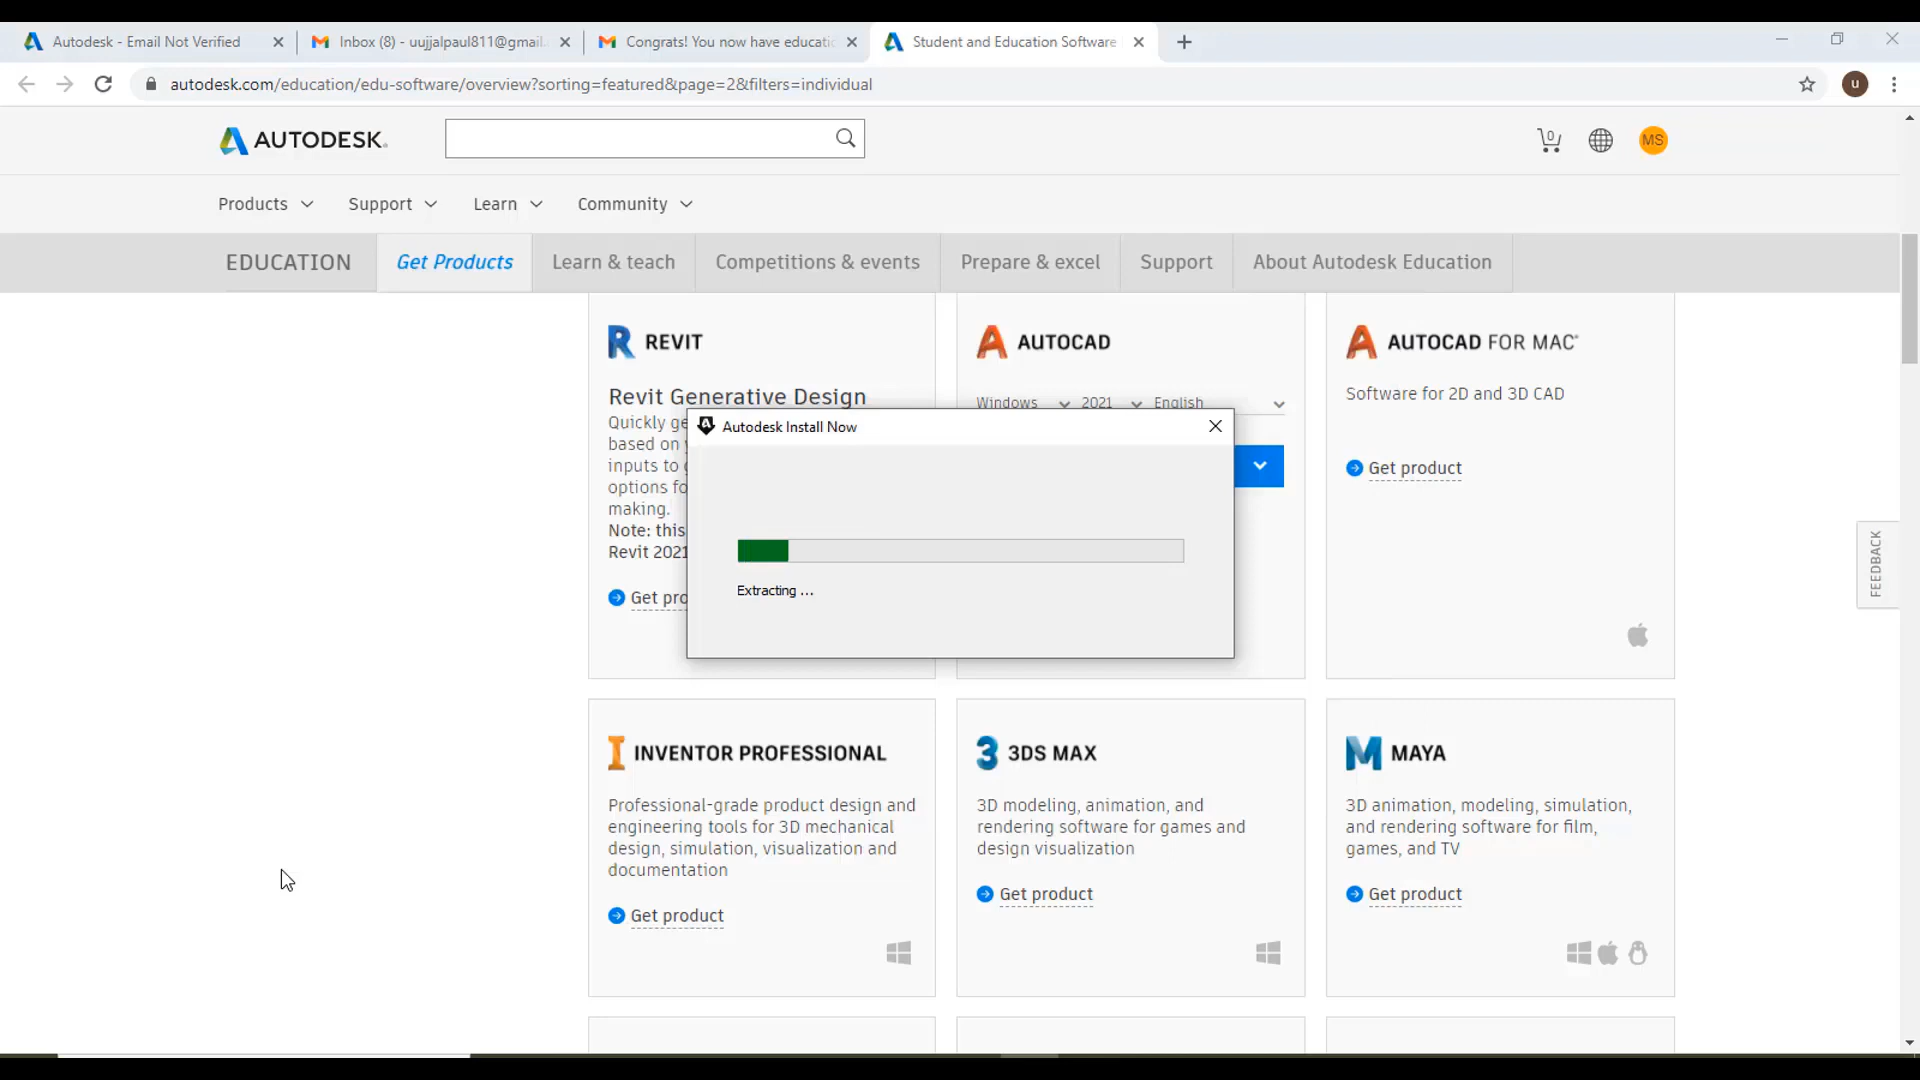 Autodesk - Email Not Verified
Inbox (8) - uujjalpaul811@gmail.
Congrats! You now have educatio
Student and Education Software
autodesk.com/education/edu-software/overview?sorting=featured&page=2&filters=individual
u
AUTODESK.
0
MS
Products
Support
Learn
Community
EDUCATION
Get Products
Learn & teach
Competitions & events
Prepare & excel
Support
About Autodesk Education
REVIT
Revit Generative Design
Quickly ge
based on y
inputs to g
options fo
making.
Note: this
Revit 2021
Get pro
AUTOCAD
Windows
2021
English
AUTOCAD FOR MAC®
Software for 2D and 3D CAD
Get product
Autodesk Install Now
Extracting ...
FEEDBACK
INVENTOR PROFESSIONAL
Professional-grade product design and
engineering tools for 3D mechanical
design, simulation, visualization and
documentation
Get product
3DS MAX
3D modeling, animation, and
rendering software for games and
design visualization
Get product
MAYA
3D animation, modeling, simulation,
and rendering software for film,
games, and TV
Get product